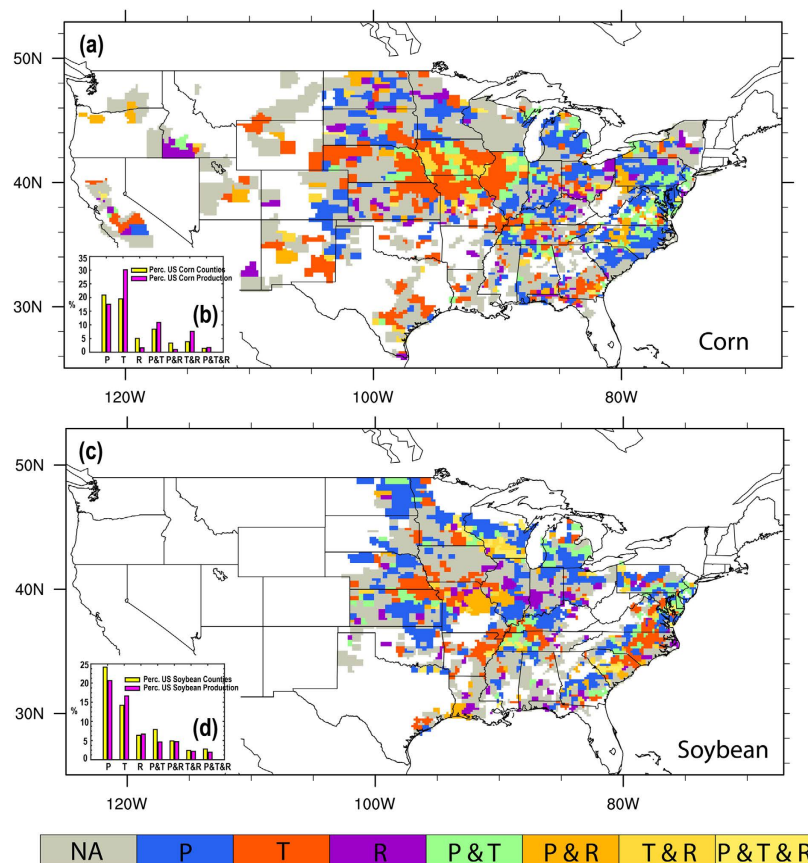 (a)
50N
40N
30N
35
30
25
20
15
10
5
0
%
Perc. US Corn Counties
Perc. US Corn Production
(b)
P T R P&T P&R T&R P&T&R
Corn
120W 100W 80W
(c)
50N
40N
30N
25
20
15
10
5
0
%
Perc. US Soybean Counties
Perc. US Soybean Production
(d)
P T R P&T P&R T&R P&T&R
Soybean
120W 100W 80W
NA P T R P & T P & R T & R P & T & R